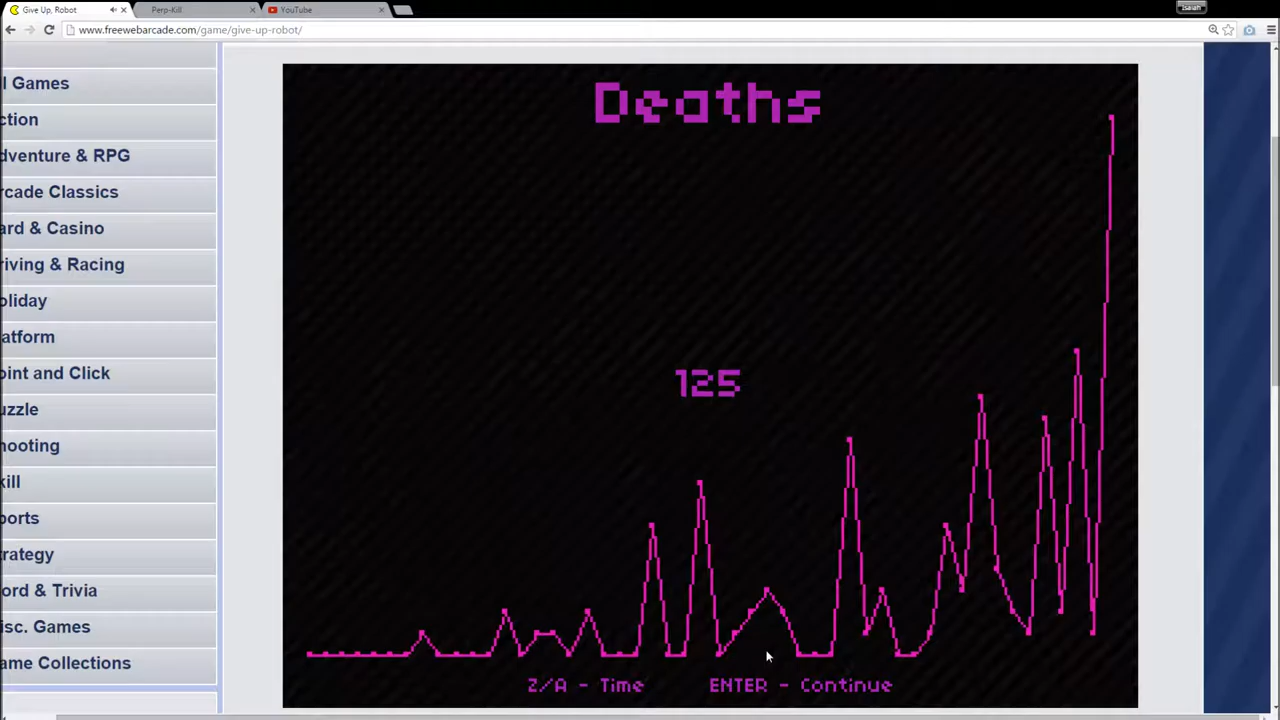 Give Up, Robot
Perp-Kill
YouTube
Isaiah
www.freewebarcade.com/game/give-up-robot/
l Games
ction
dventure & RPG
rcade Classics
ard & Casino
riving & Racing
oliday
atform
oint and Click
uzzle
hooting
kill
ports
trategy
ord & Trivia
isc. Games
ame Collections
Deaths
125
Z/A - Time
ENTER - Continue